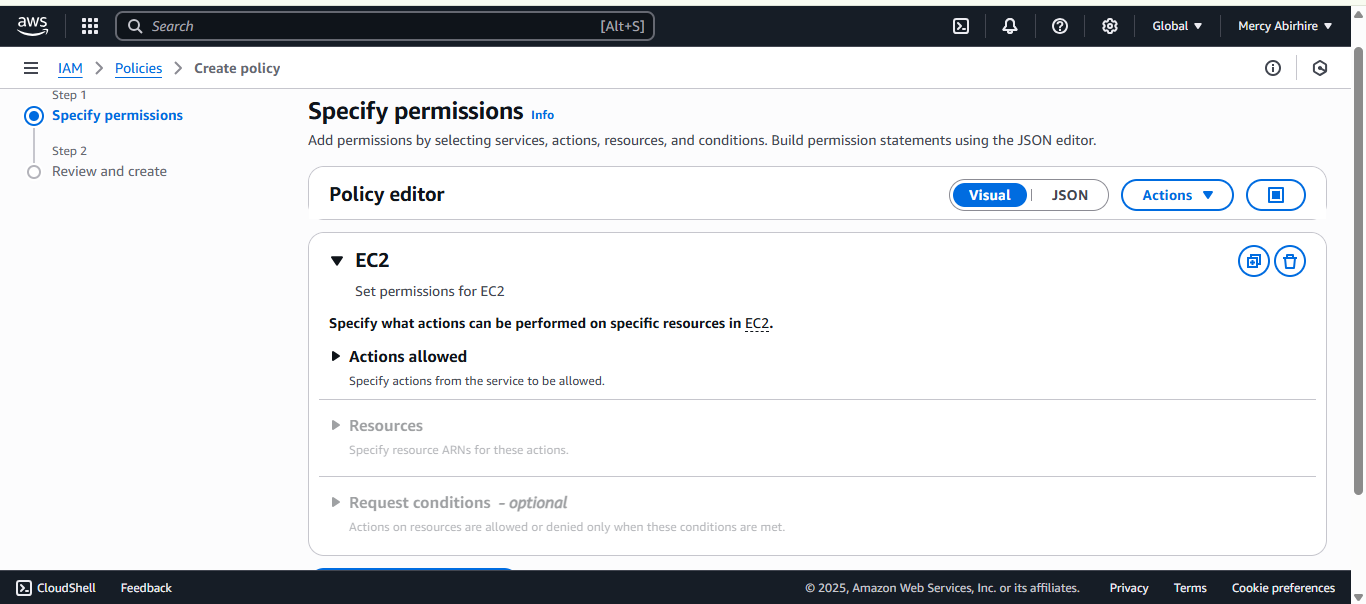 aws Search [Alt+S] Global Mercy Abirhire
IAM Policies Create policy
Step 1
Specify permissions
Step 2
Review and create
Specify permissions Info
Add permissions by selecting services, actions, resources, and conditions. Build permission statements using the JSON editor.
Policy editor Visual JSON Actions
EC2
Set permissions for EC2
Specify what actions can be performed on specific resources in EC2.
Actions allowed
Specify actions from the service to be allowed.
Resources
Specify resource ARNs for these actions.
Request conditions - optional
Actions on resources are allowed or denied only when these conditions are met.
CloudShell Feedback © 2025, Amazon Web Services, Inc. or its affiliates. Privacy Terms Cookie preferences